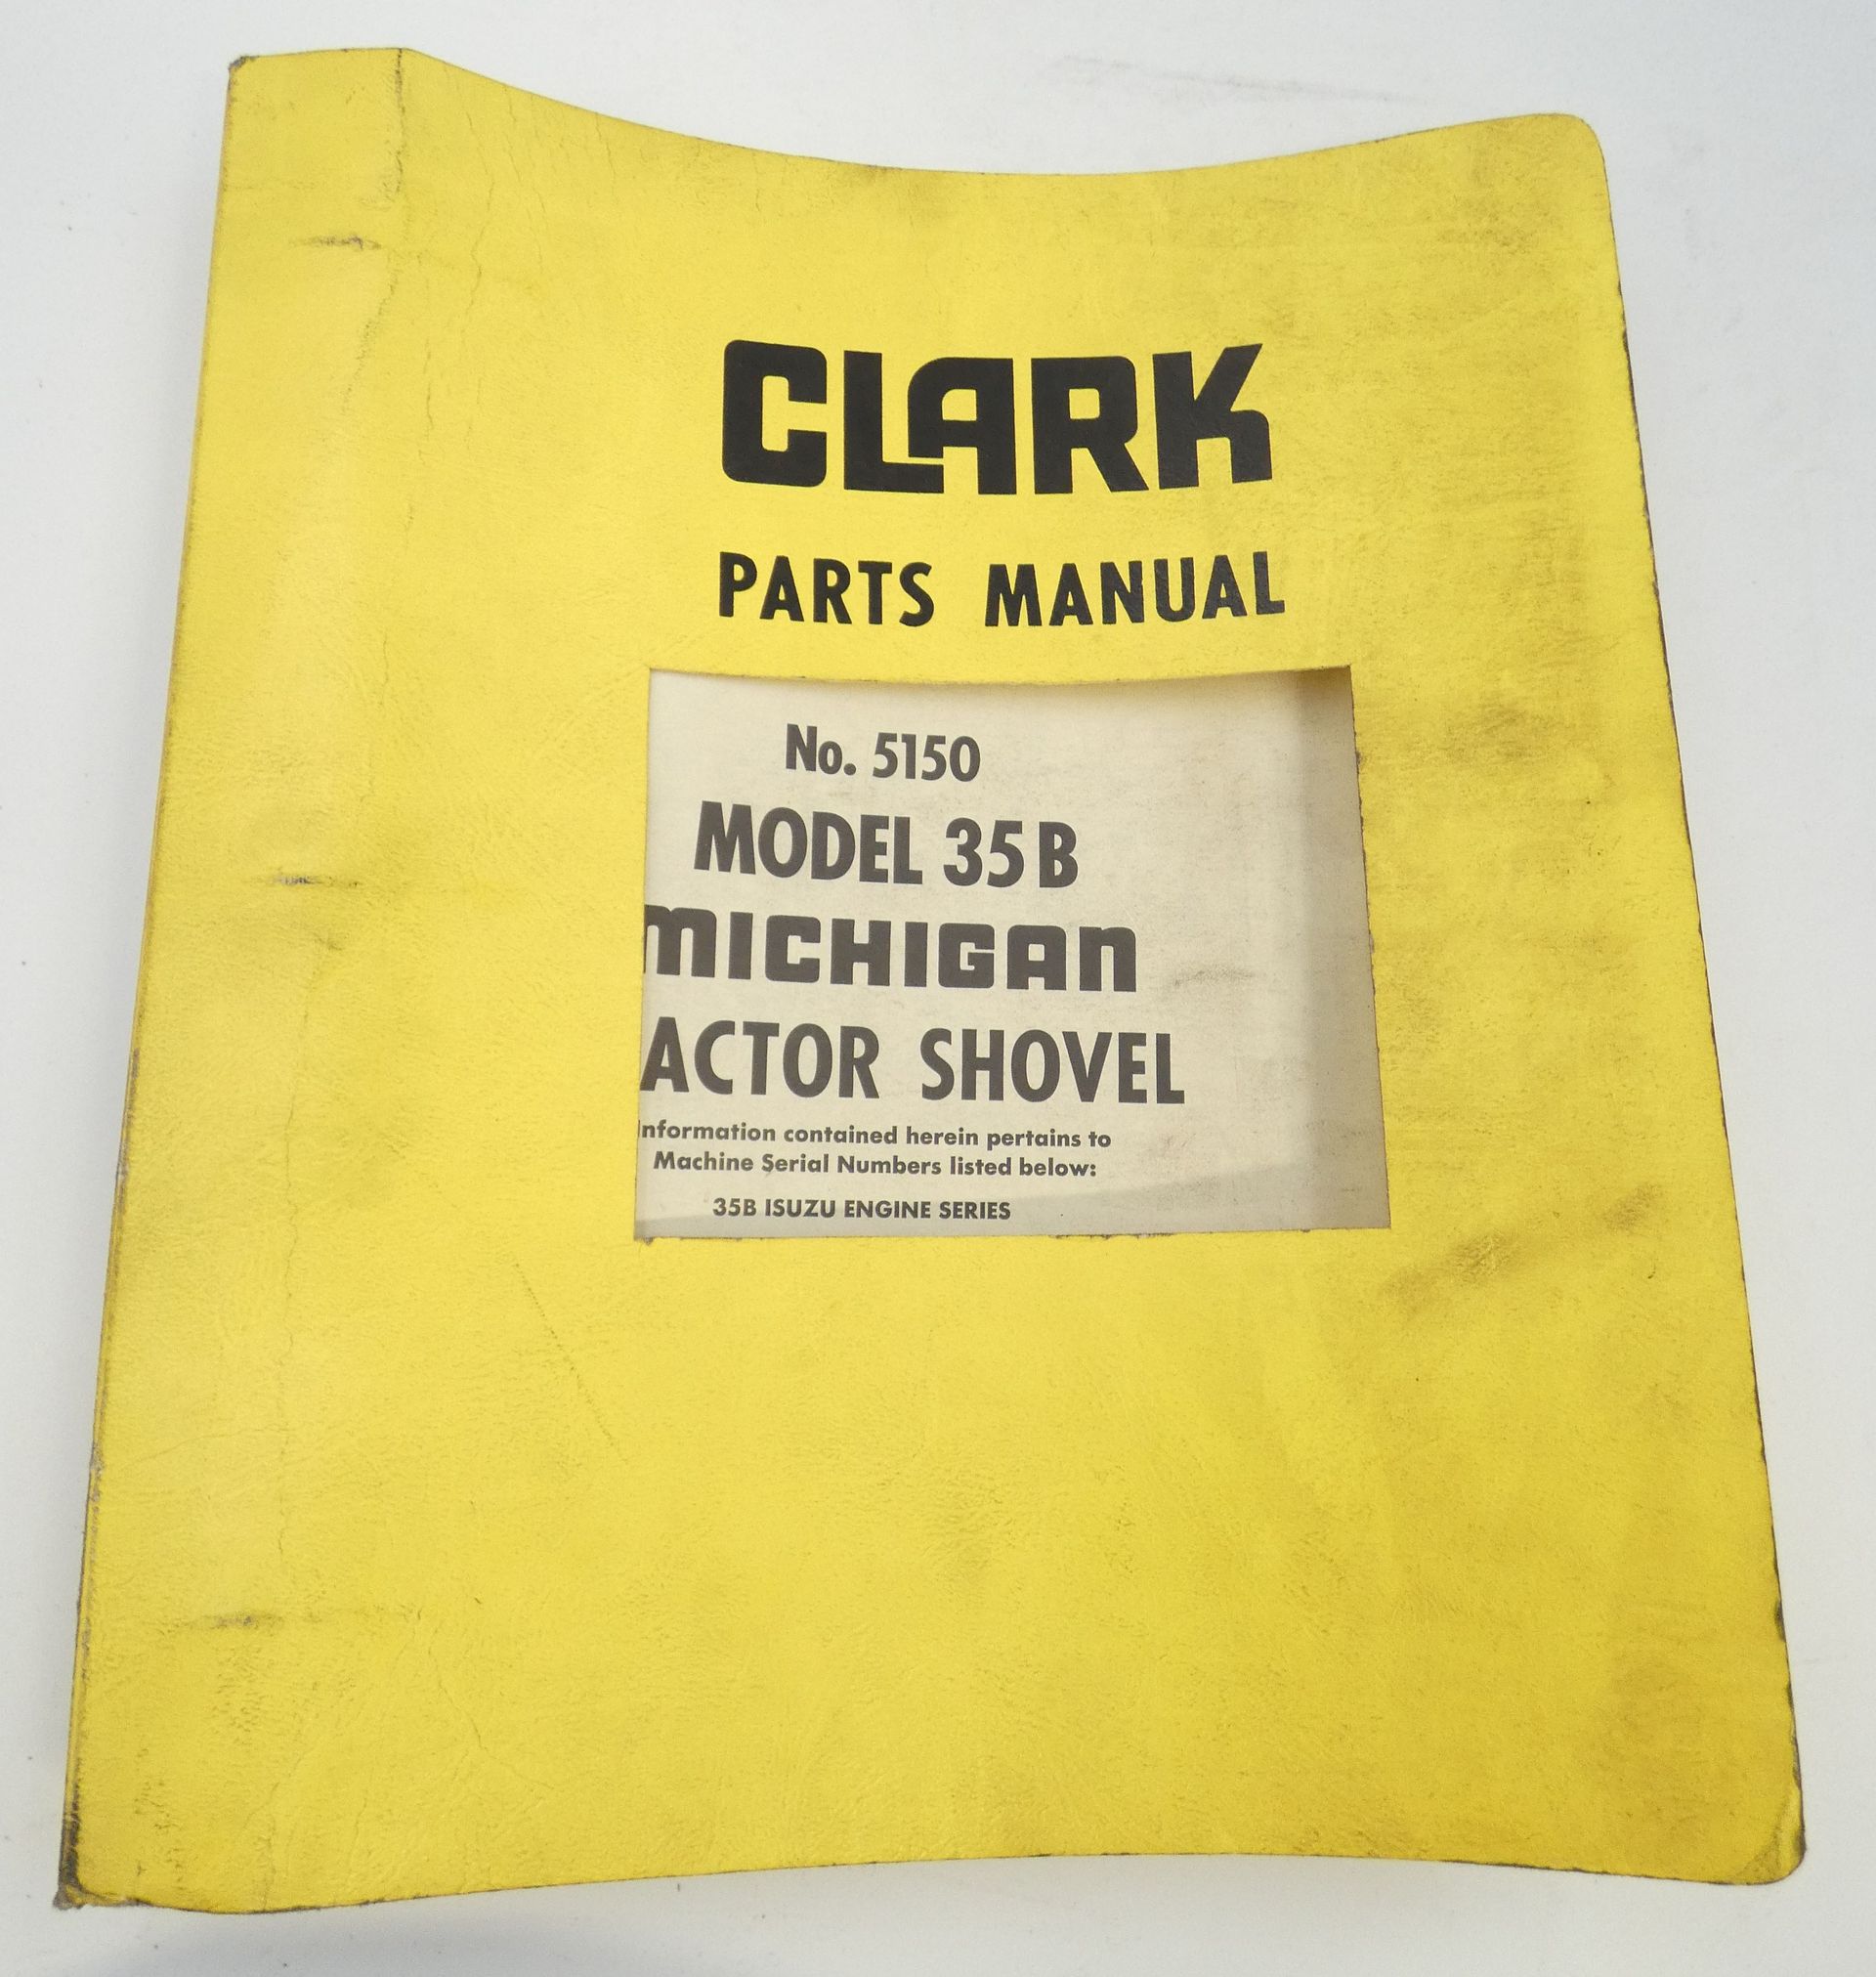 CLARK
PARTS MANUAL
No. 5150
MODEL 35B
MICHIGAN
ACTOR SHOVEL
nformation contained herein pertains to
Machine Serial Numbers listed below:
35B ISUZU ENGINE SERIES